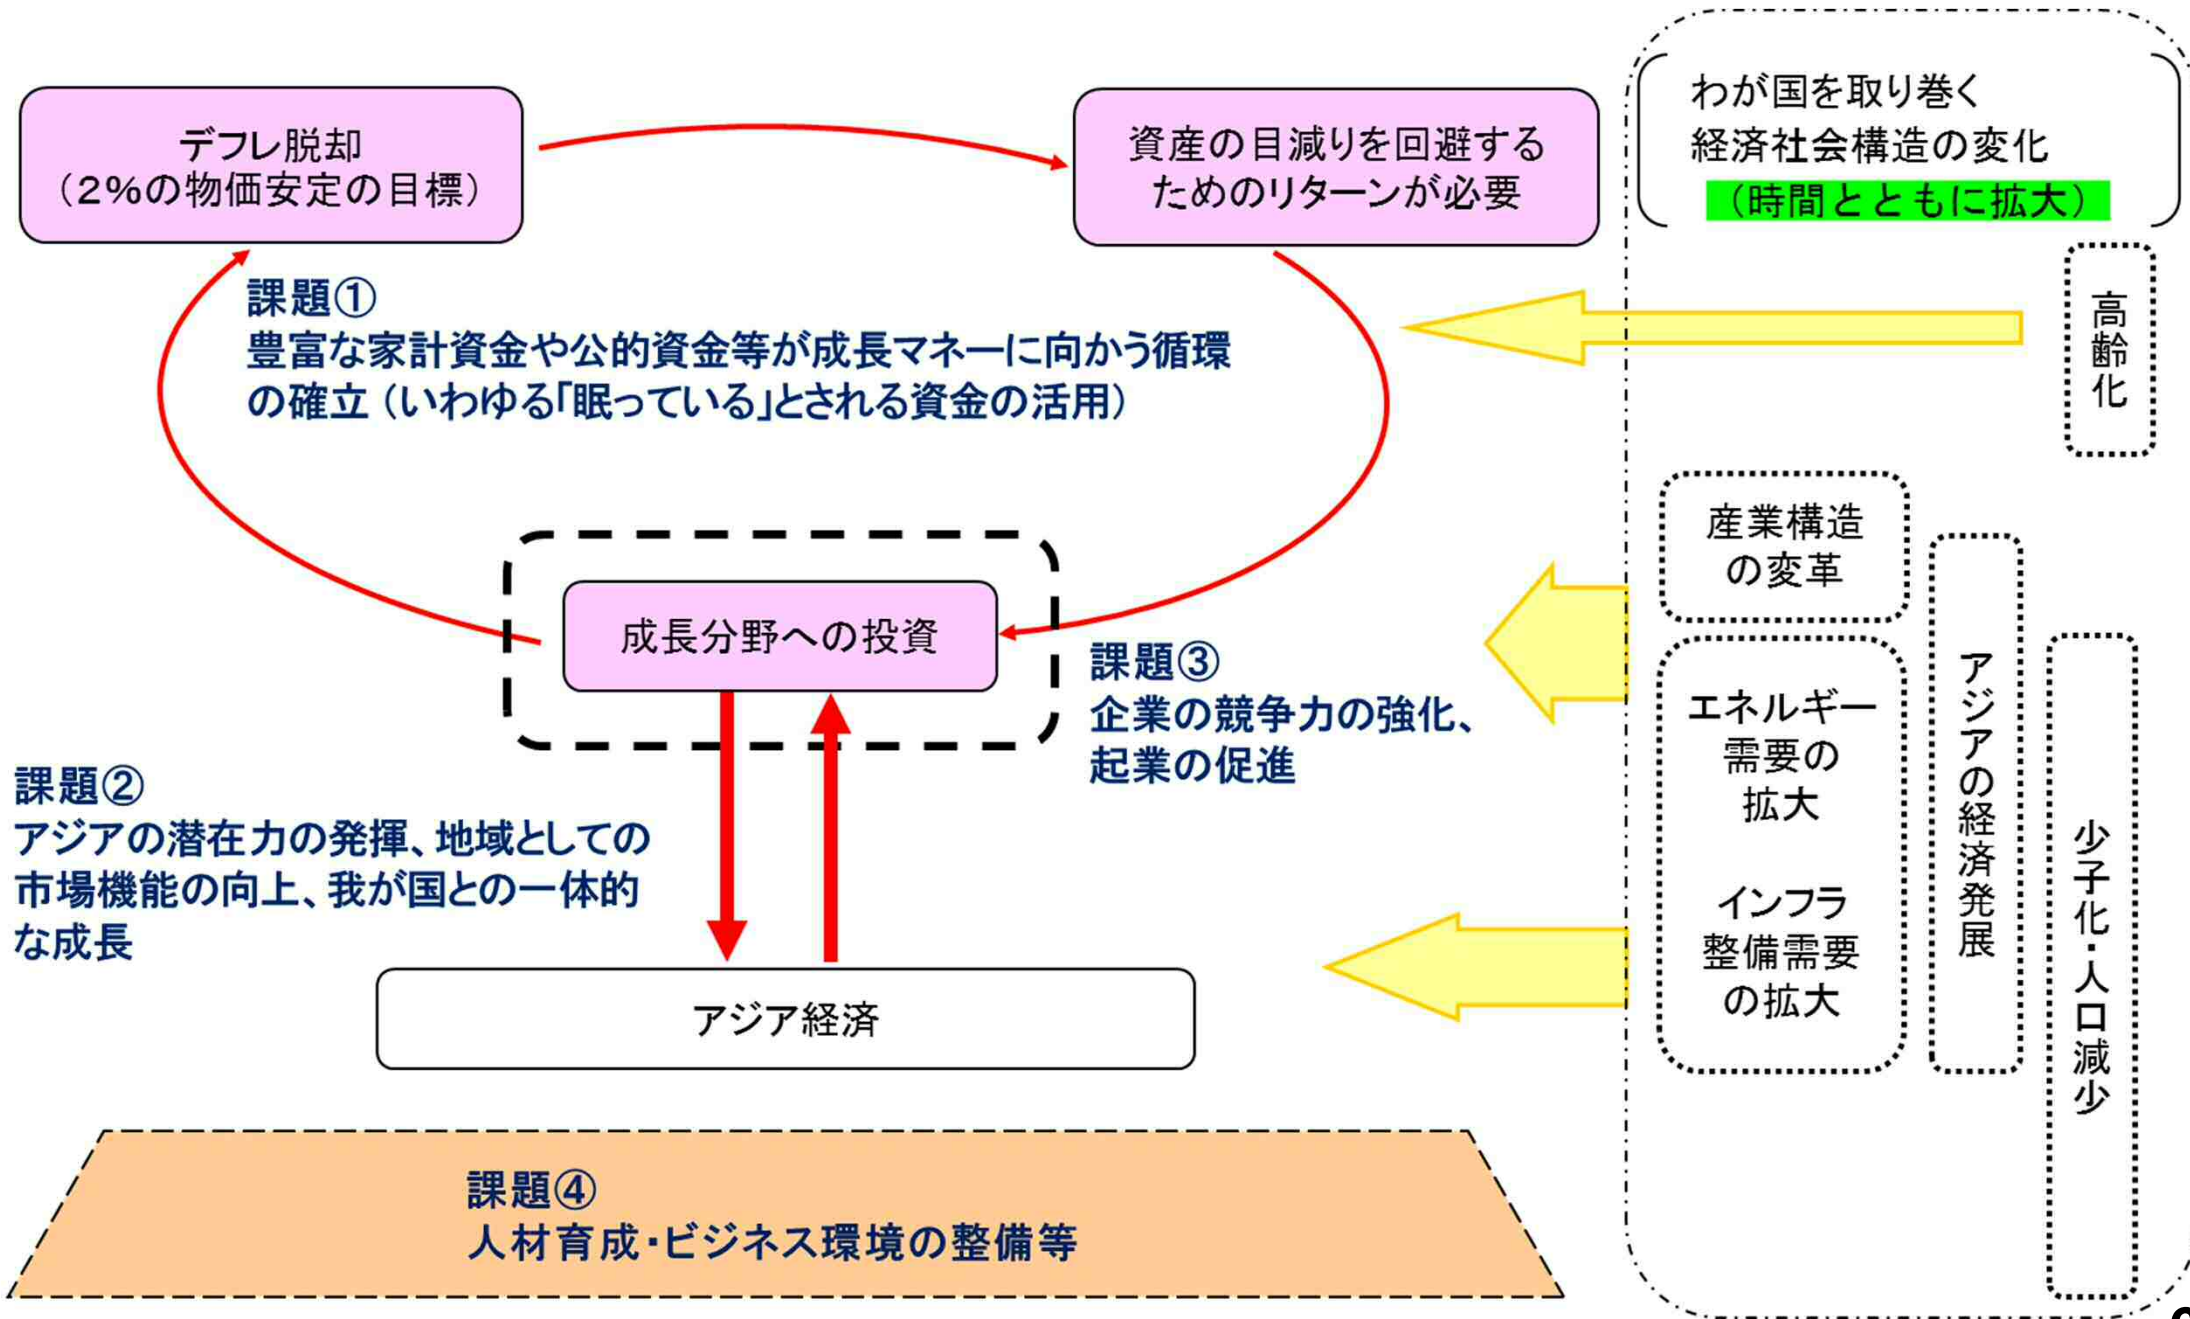 デフレ脱却
（２％の物価安定の目標）
資産の目減りを回避する
ためのリターンが必要
わが国を取り巻く
経済社会構造の変化
（時間とともに拡大）
課題①
豊富な家計資金や公的資金等が成長マネーに向かう循環
の確立（いわゆる「眠っている」とされる資金の活用）
高齢化
成長分野への投資
課題③
企業の競争力の強化、
起業の促進
産業構造
の変革
エネルギー
需要の
拡大
インフラ
整備需要
の拡大
アジアの経済発展
少子化・人口減少
課題②
アジアの潜在力の発揮、地域としての
市場機能の向上、我が国との一体的
な成長
アジア経済
課題④
人材育成・ビジネス環境の整備等